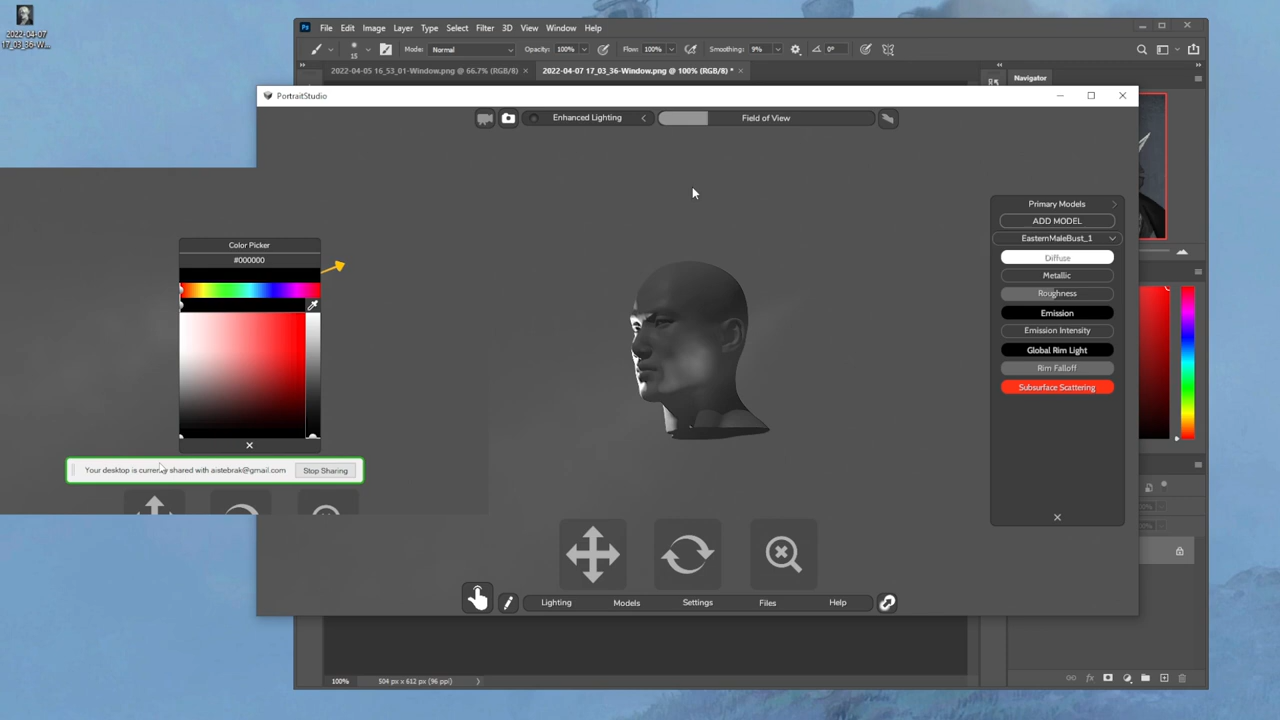 2022-04-07
17_03_36-W...
Ps File Edit Image Layer Type Select Filter 3D View Window Help
15 Mode: Normal Opacity: 100% Flow: 100% Smoothing: 9% 0°
2022-04-05 16_53_01-Window.png @ 66.7% (RGB/8) × 2022-04-07 17_03_36-Window.png @ 100% (RGB/8) * ×
Navigator
PortraitStudio
Enhanced Lighting
Field of View
Primary Models
ADD MODEL
EasternMaleBust_1
Diffuse
Metallic
Roughness
Emission
Emission Intensity
Global Rim Light
Rim Falloff
Subsurface Scattering
Color Picker
#000000
Your desktop is currently shared with aistebrak@gmail.com
Stop Sharing
Lighting Models Settings Files Help
100% 504 px x 612 px (96 ppi)
fx